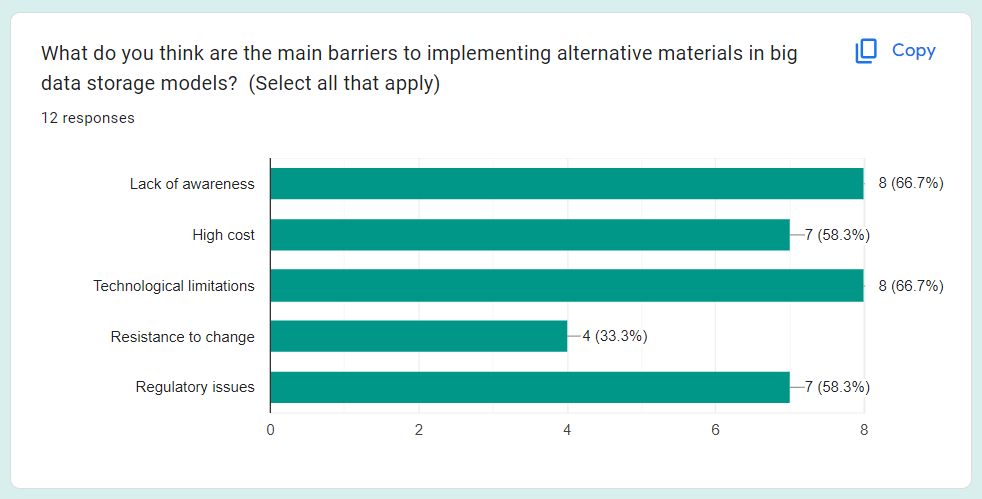 What do you think are the main barriers to implementing alternative materials in big
data storage models?  (Select all that apply)
Copy
12 responses
Lack of awareness 8 (66.7%)
High cost 7 (58.3%)
Technological limitations 8 (66.7%)
Resistance to change 4 (33.3%)
Regulatory issues 7 (58.3%)
0 2 4 6 8